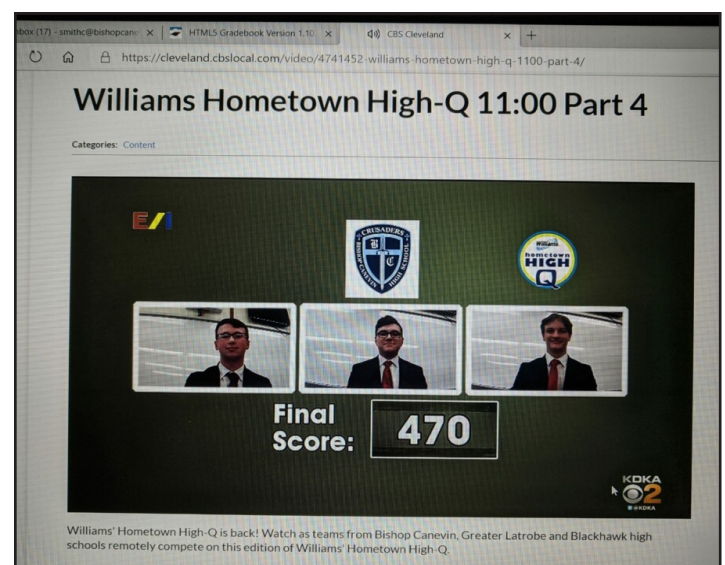 nbox (17) - smithc@bishopcane
HTML5 Gradebook Version 1.10
CBS Cleveland
https://cleveland.cbslocal.com/video/4741452-williams-hometown-high-q-1100-part-4/
Williams Hometown High-Q 11:00 Part 4
Categories: Content
E/I
CRUSADERS
BISHOP CANEVIN HIGH SCHOOL
B C
Williams
hometown
HIGH
Q
Final
Score:
470
KDKA
2
@KDKA
Williams' Hometown High-Q is back! Watch as teams from Bishop Canevin, Greater Latrobe and Blackhawk high
schools remotely compete on this edition of Williams' Hometown High-Q.